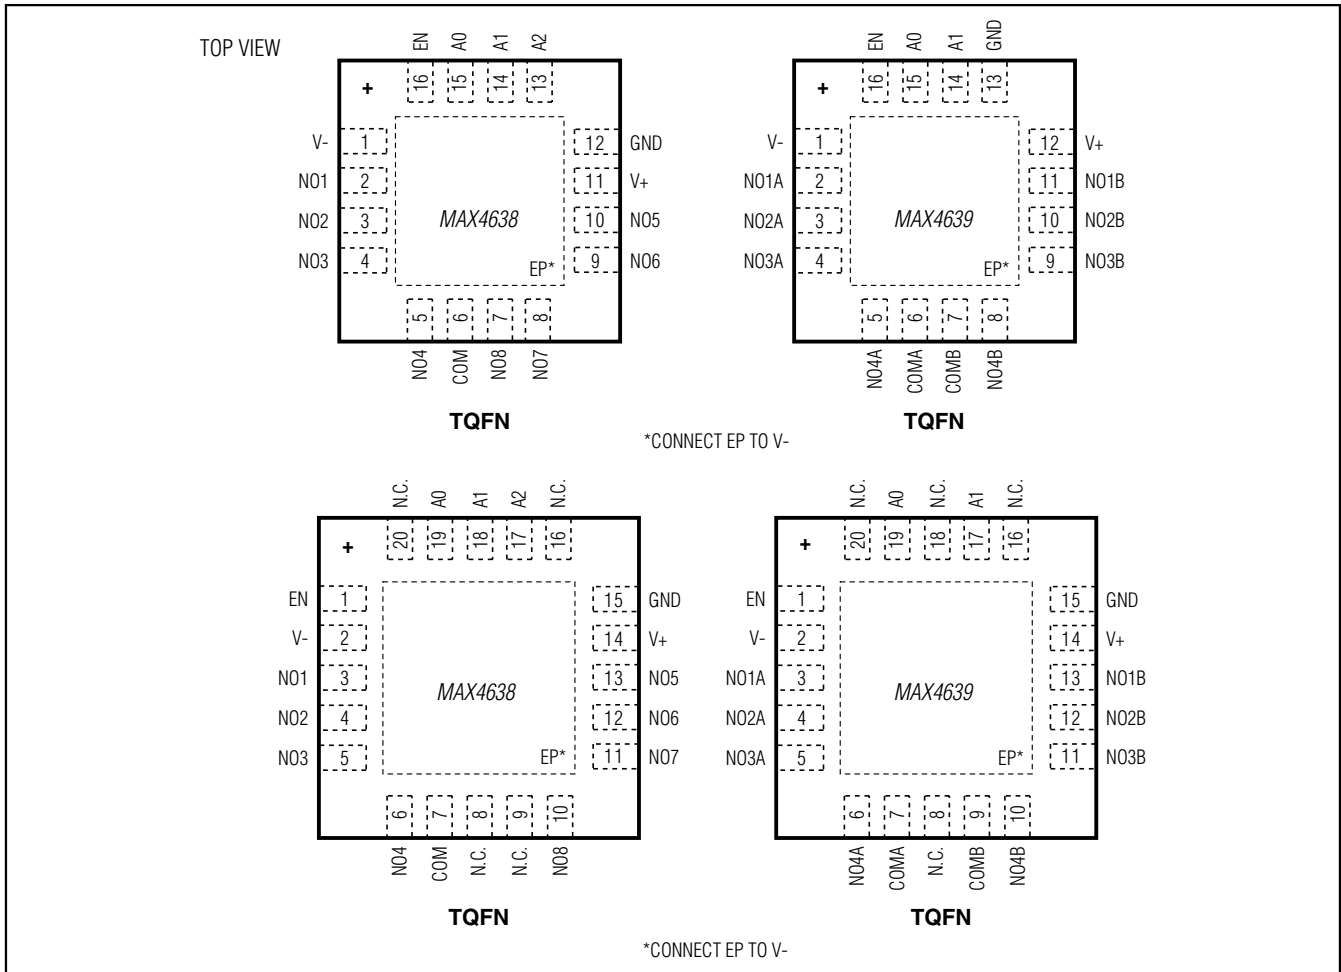 TOP VIEW
EN A0 A1 A2
16 15 14 13
+
V- 1 12 GND
NO1 2 11 V+
NO2 3 MAX4638 10 NO5
NO3 4 9 NO6
EP*
5 6 7 8
NO4 COM NO8 NO7
TQFN
EN A0 A1 GND
16 15 14 13
+
V- 1 12 V+
NO1A 2 11 NO1B
NO2A 3 MAX4639 10 NO2B
NO3A 4 9 NO3B
EP*
5 6 7 8
NO4A COMA COMB NO4B
TQFN
*CONNECT EP TO V-
N.C. A0 A1 A2 N.C.
20 19 18 17 16
+
EN 1 15 GND
V- 2 14 V+
NO1 3 MAX4638 13 NO5
NO2 4 12 NO6
NO3 5 11 NO7
EP*
6 7 8 9 10
NO4 COM N.C. N.C. NO8
TQFN
N.C. A0 N.C. A1 N.C.
20 19 18 17 16
+
EN 1 15 GND
V- 2 14 V+
NO1A 3 MAX4639 13 NO1B
NO2A 4 12 NO2B
NO3A 5 11 NO3B
EP*
6 7 8 9 10
NO4A COMA N.C. COMB NO4B
TQFN
*CONNECT EP TO V-